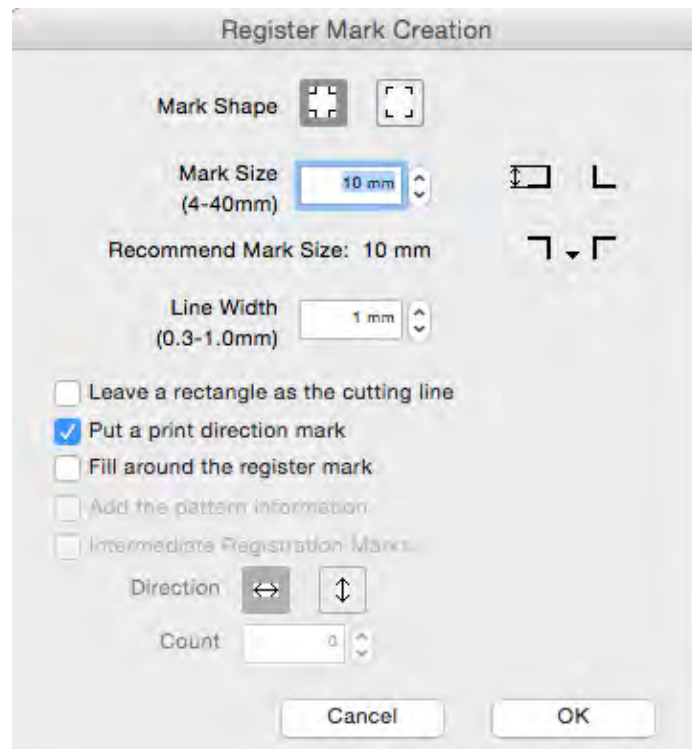 Register Mark Creation
Mark Shape
Mark Size
10 mm
(4-40mm)
Recommend Mark Size: 10 mm
Line Width
1 mm
(0.3-1.0mm)
Leave a rectangle as the cutting line
Put a print direction mark
Fill around the register mark
Add the pattern information
Intermediate Registration Marks
Direction
Count
0
Cancel
OK